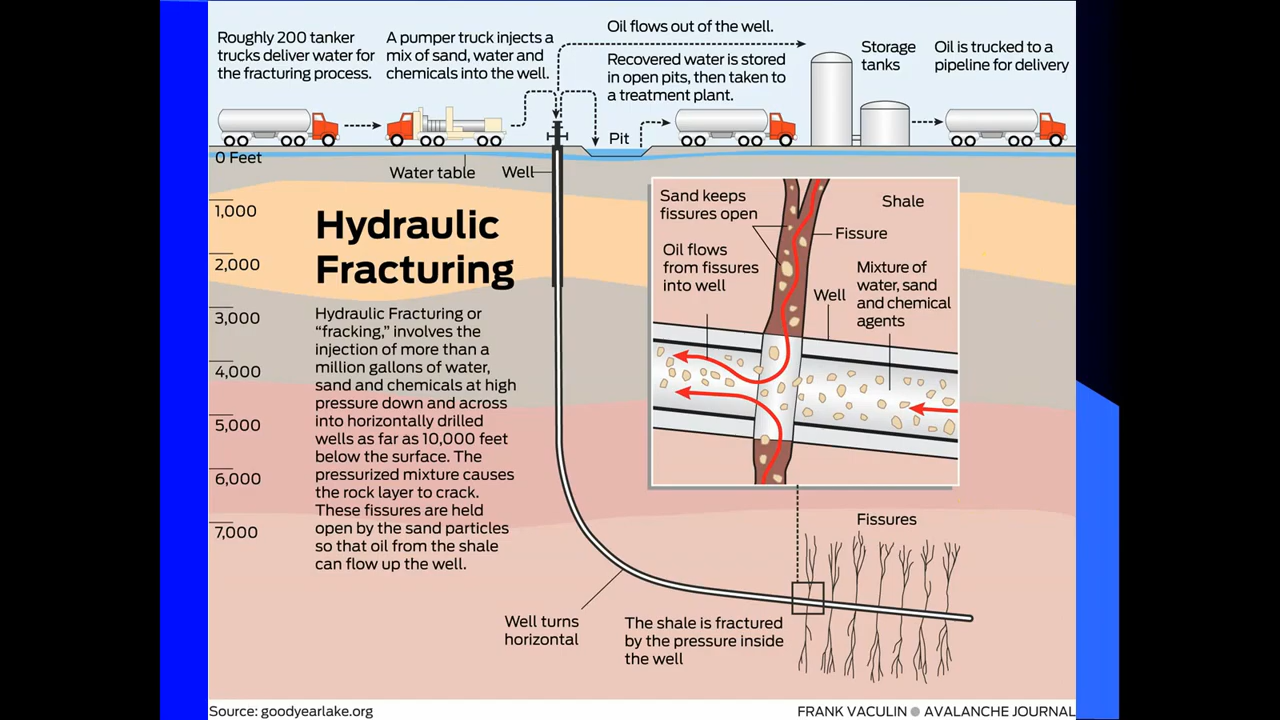 Roughly 200 tanker
trucks deliver water for
the fracturing process.
A pumper truck injects a
mix of sand, water and
chemicals into the well.
Oil flows out of the well.
Recovered water is stored
in open pits, then taken to
a treatment plant.
Storage
tanks
Oil is trucked to a
pipeline for delivery
Pit
0 Feet
Water table
Well
1,000
2,000
3,000
4,000
5,000
6,000
7,000
Hydraulic
Fracturing
Hydraulic Fracturing or
“fracking,” involves the
injection of more than a
million gallons of water,
sand and chemicals at high
pressure down and across
into horizontally drilled
wells as far as 10,000 feet
below the surface. The
pressurized mixture causes
the rock layer to crack.
These fissures are held
open by the sand particles
so that oil from the shale
can flow up the well.
Sand keeps
fissures open
Shale
Fissure
Oil flows
from fissures
into well
Well
Mixture of
water, sand
and chemical
agents
Fissures
Well turns
horizontal
The shale is fractured
by the pressure inside
the well
Source: goodyearlake.org
FRANK VACULIN ● AVALANCHE JOURNAL